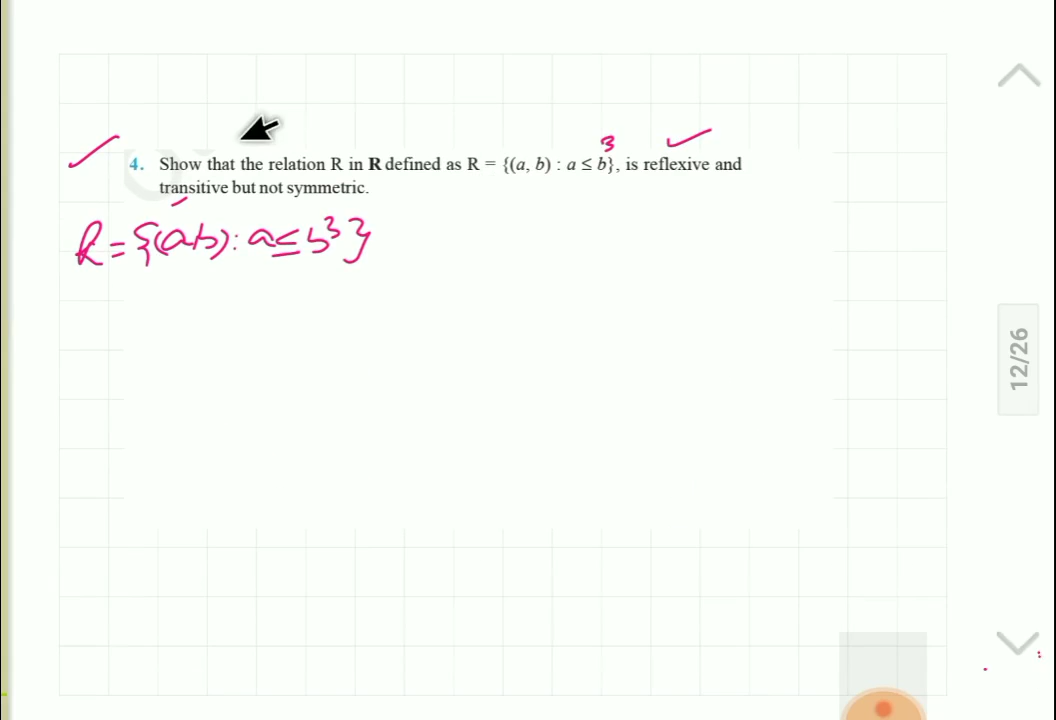 3
4. Show that the relation R in R defined as R = {(a, b) : a ≤ b}, is reflexive and
transitive but not symmetric.
R = {(a b) : a ≤ b³}
12/26